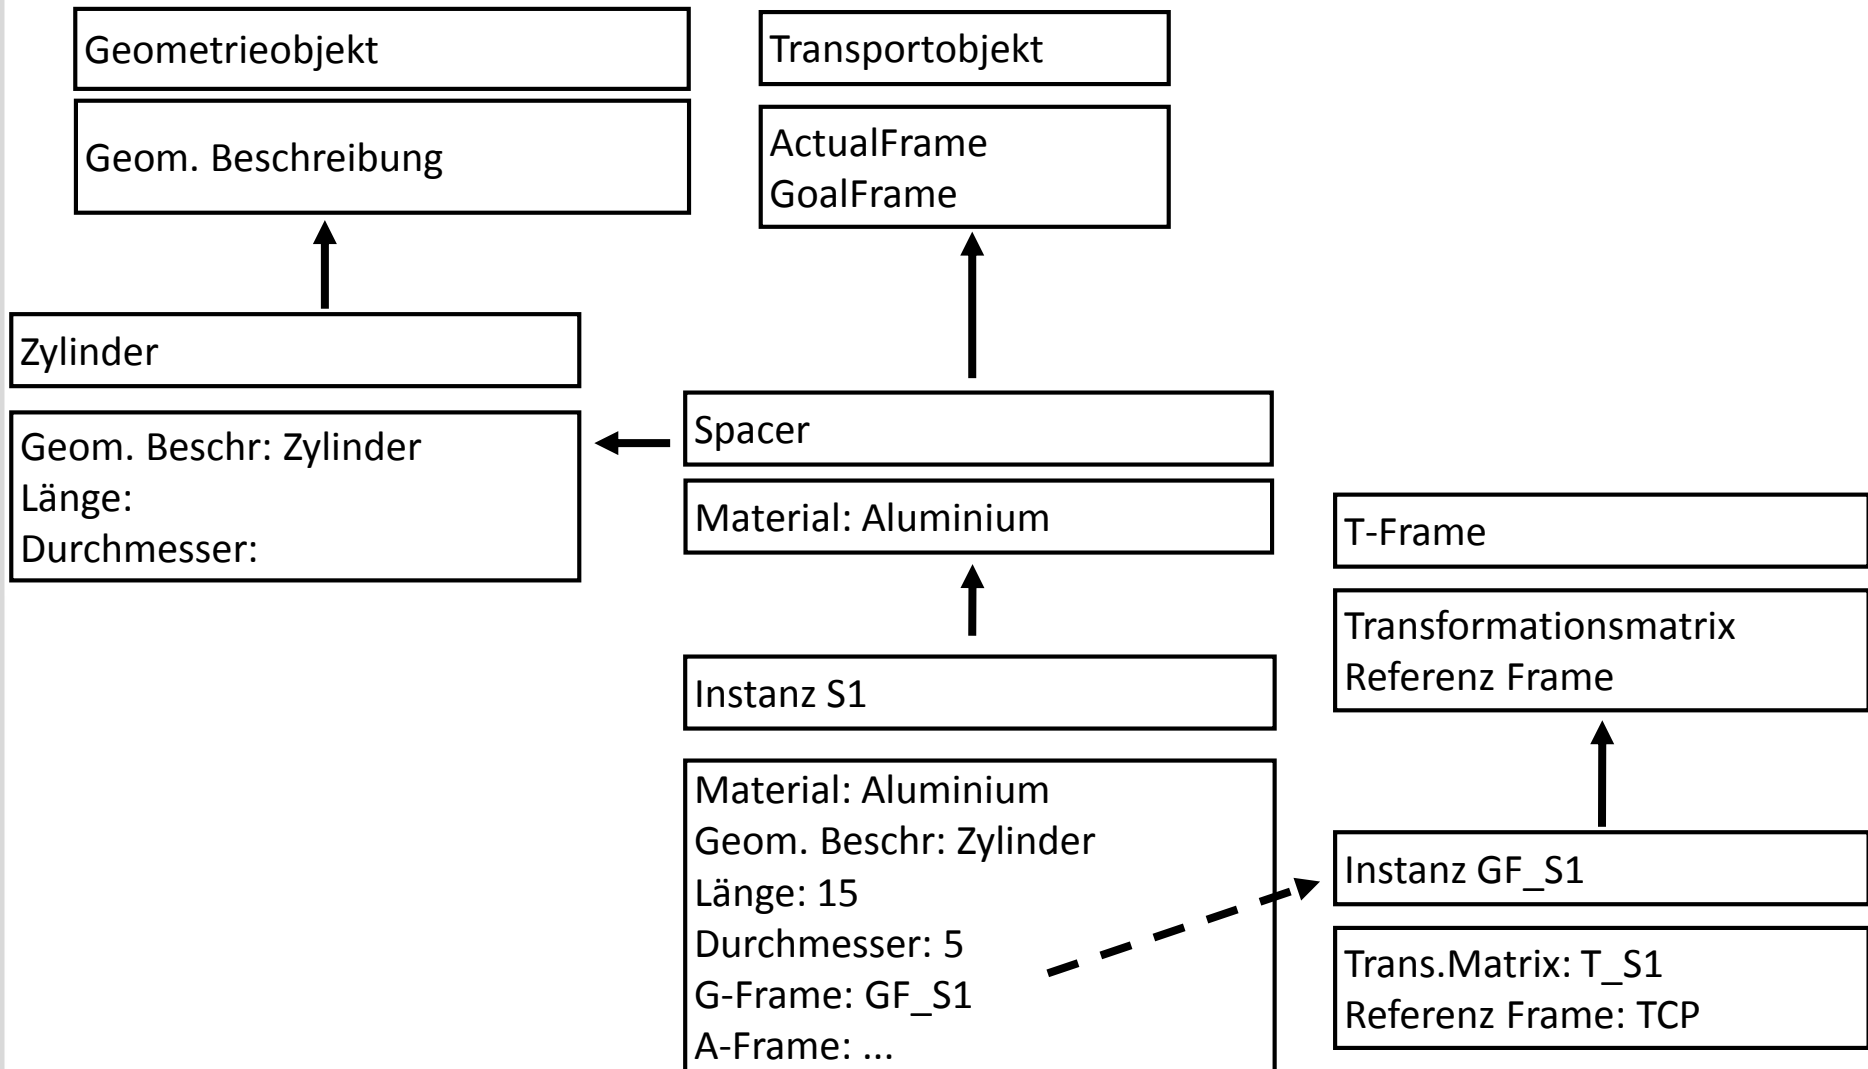 Geometrieobjekt
Geom. Beschreibung
Transportobjekt
ActualFrame
GoalFrame
Zylinder
Geom. Beschr: Zylinder
Länge:
Durchmesser:
Spacer
Material: Aluminium
T-Frame
Transformationsmatrix
Referenz Frame
Instanz S1
Material: Aluminium
Geom. Beschr: Zylinder
Länge: 15
Durchmesser: 5
G-Frame: GF_S1
A-Frame: ...
Instanz GF_S1
Trans.Matrix: T_S1
Referenz Frame: TCP